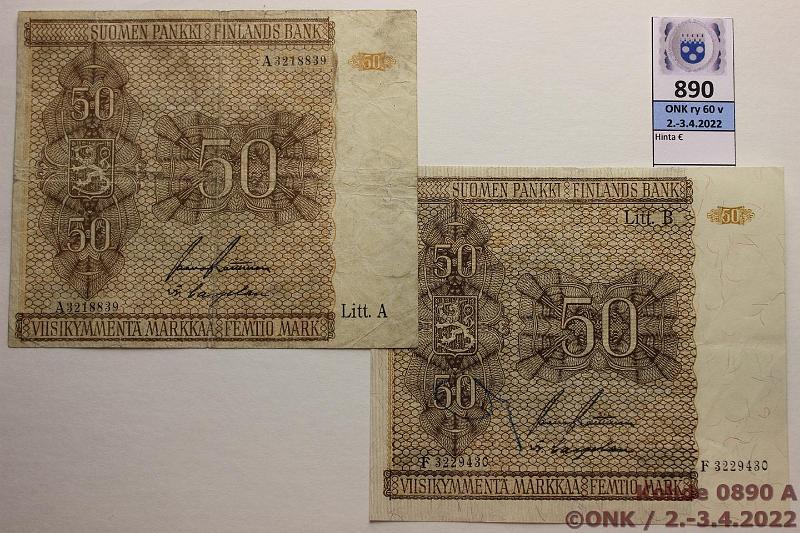 SUOMEN PANKKI FINLANDS BANK
A 3218839
50
50
50
50
A 3218839
Litt. A
VIISIKYMMENTÄ MARKKAA FEMTIO MARK
890
ONK ry 60 v
2.-3.4.2022
Hinta €
SUOMEN PANKKI FINLANDS BANK
Litt. B
50
50
50
50
F 3229430
F 3229430
VIISIKYMMENTÄ MARKKAA FEMTIO MARK
Kohde 0890 A
©ONK / 2.-3.4.2022